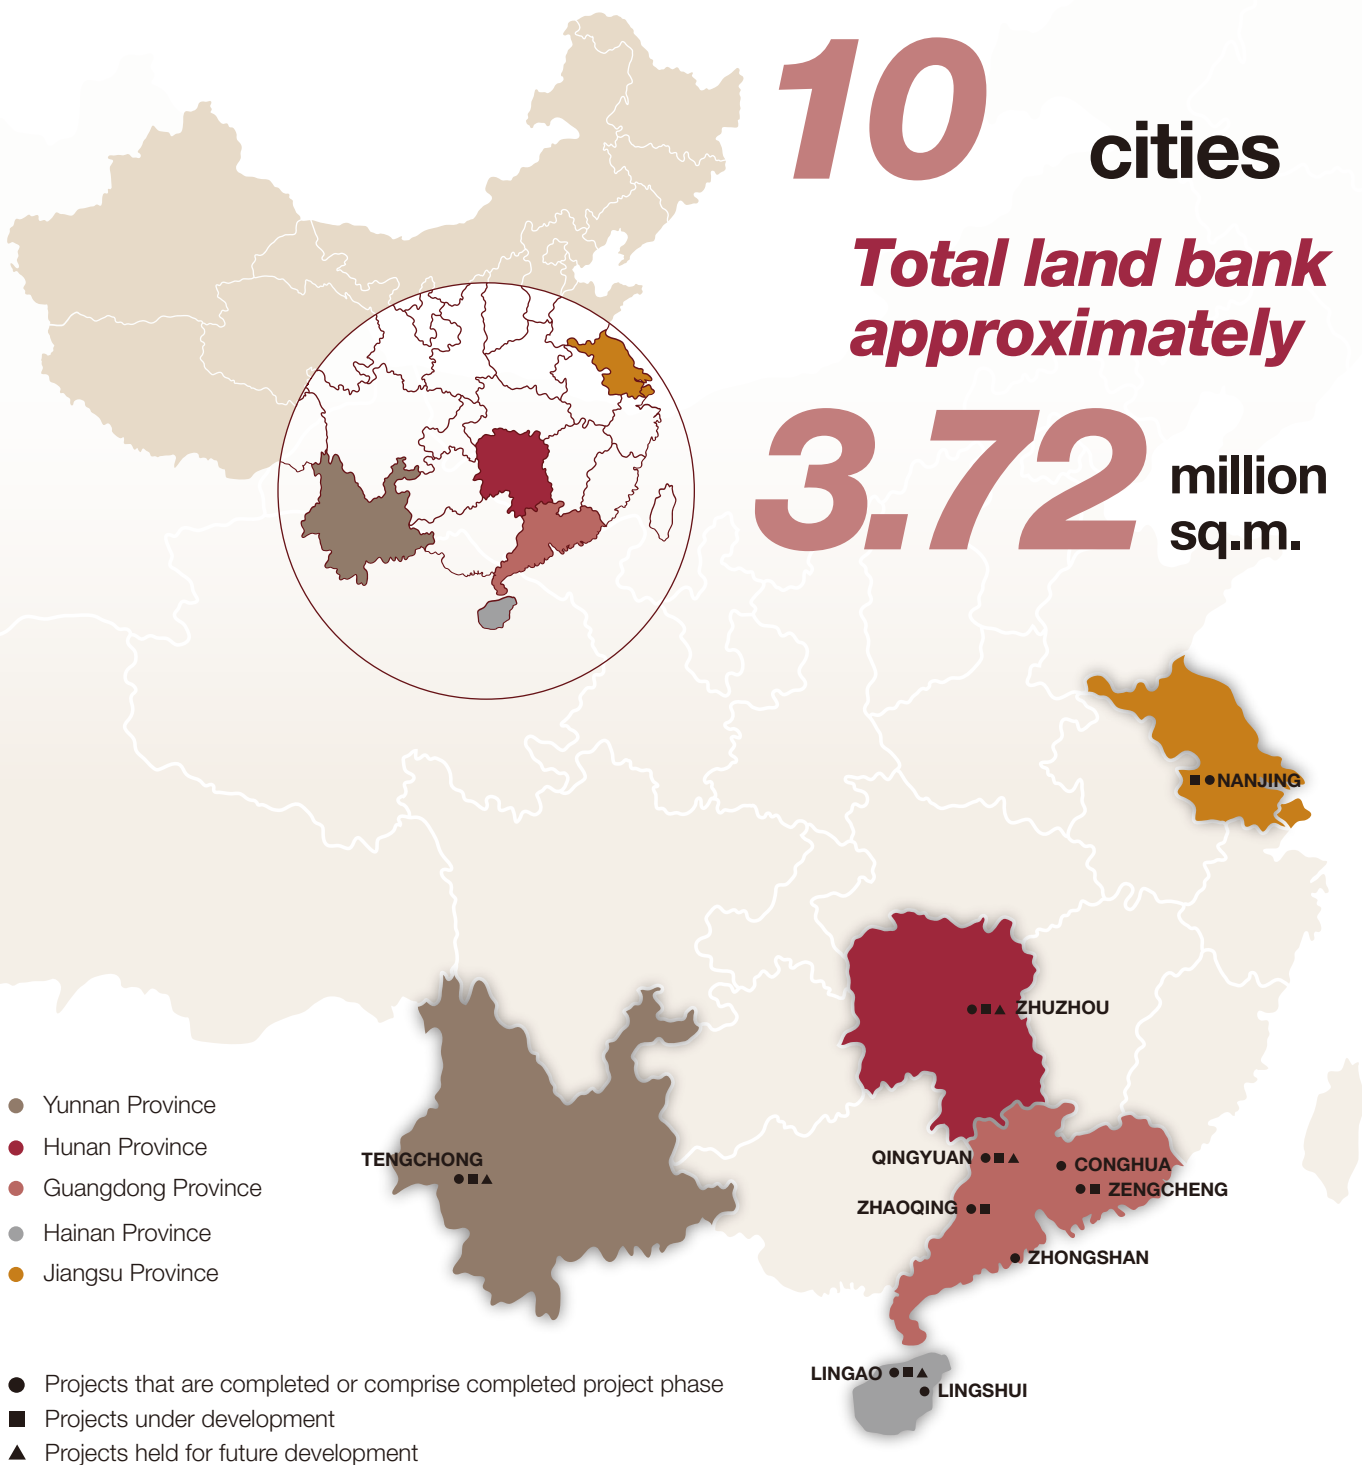 10 cities
Total land bank
approximately
3.72 million
sq.m.
NANJING
ZHUZHOU
TENGCHONG
QINGYUAN
CONGHUA
ZENGCHENG
ZHAOQING
ZHONGSHAN
LINGAO
LINGSHUI
Yunnan Province
Hunan Province
Guangdong Province
Hainan Province
Jiangsu Province
Projects that are completed or comprise completed project phase
Projects under development
Projects held for future development